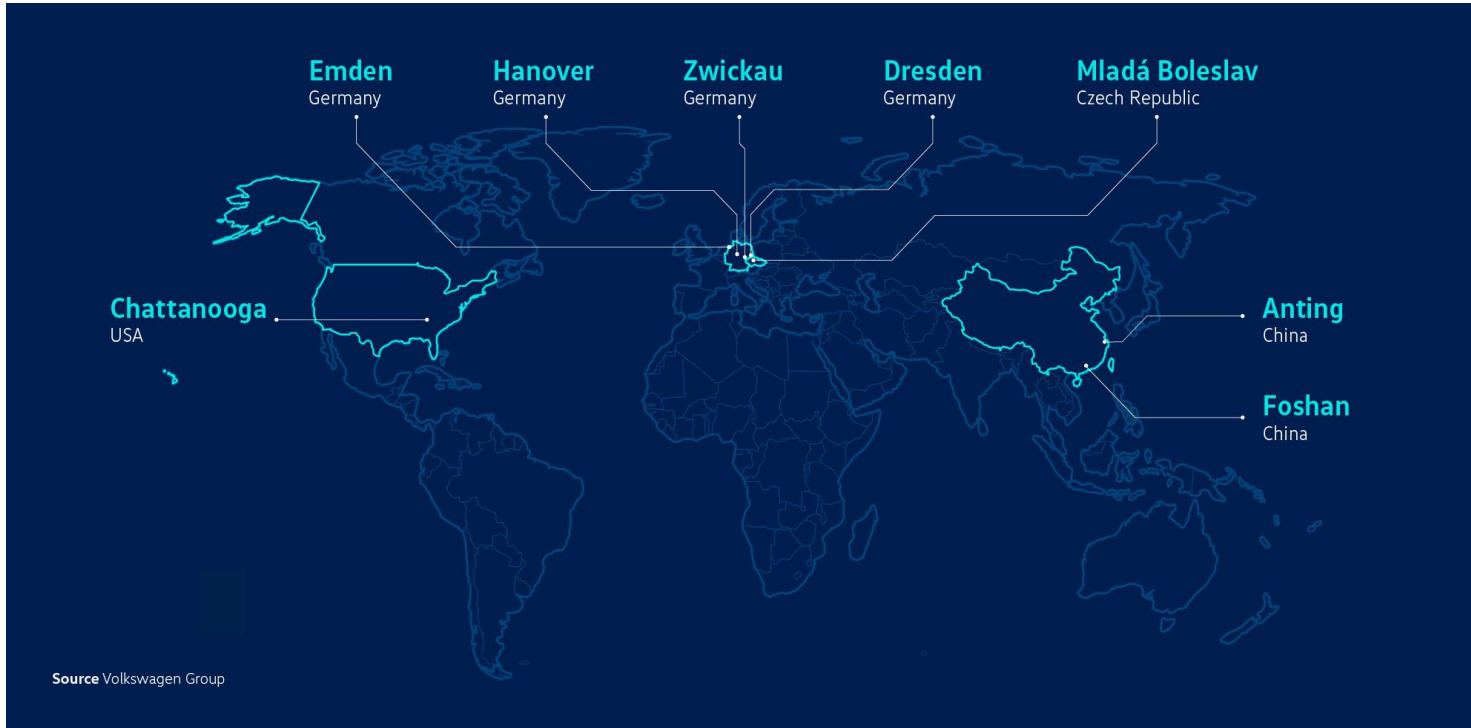 Emden
Germany
Hanover
Germany
Zwickau
Germany
Dresden
Germany
Mladá Boleslav
Czech Republic
Chattanooga
USA
Anting
China
Foshan
China
Source Volkswagen Group